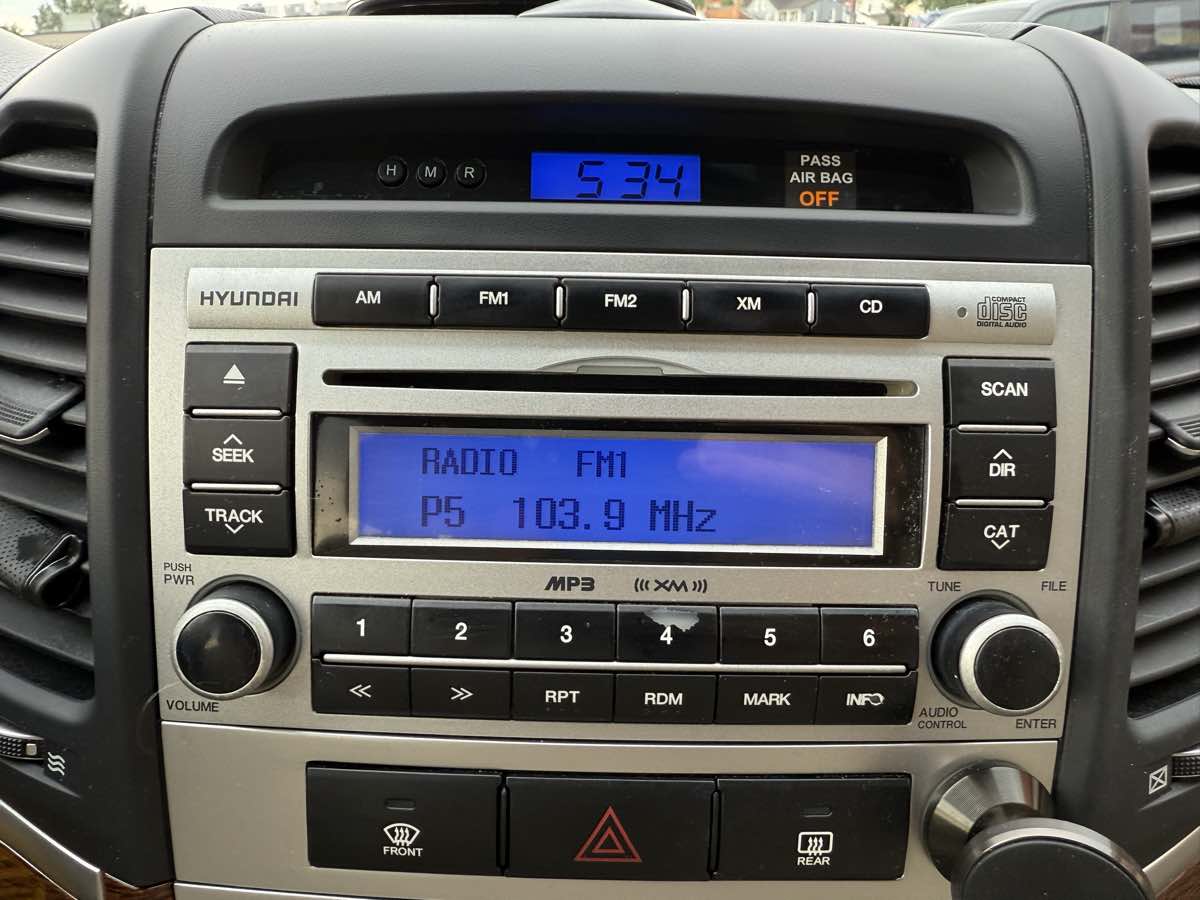 H M R
5 34
PASS
AIR BAG
OFF
HYUNDAI
AM
FM1
FM2
XM
CD
COMPACT
disc
DIGITAL AUDIO
SEEK
TRACK
RADIO FM1
P5 103.9 MHz
SCAN
DIR
CAT
PUSH
PWR
VOLUME
MP3
XM
TUNE
FILE
1
2
3
4
5
6
RPT
RDM
MARK
INFO
AUDIO
CONTROL
ENTER
FRONT
REAR